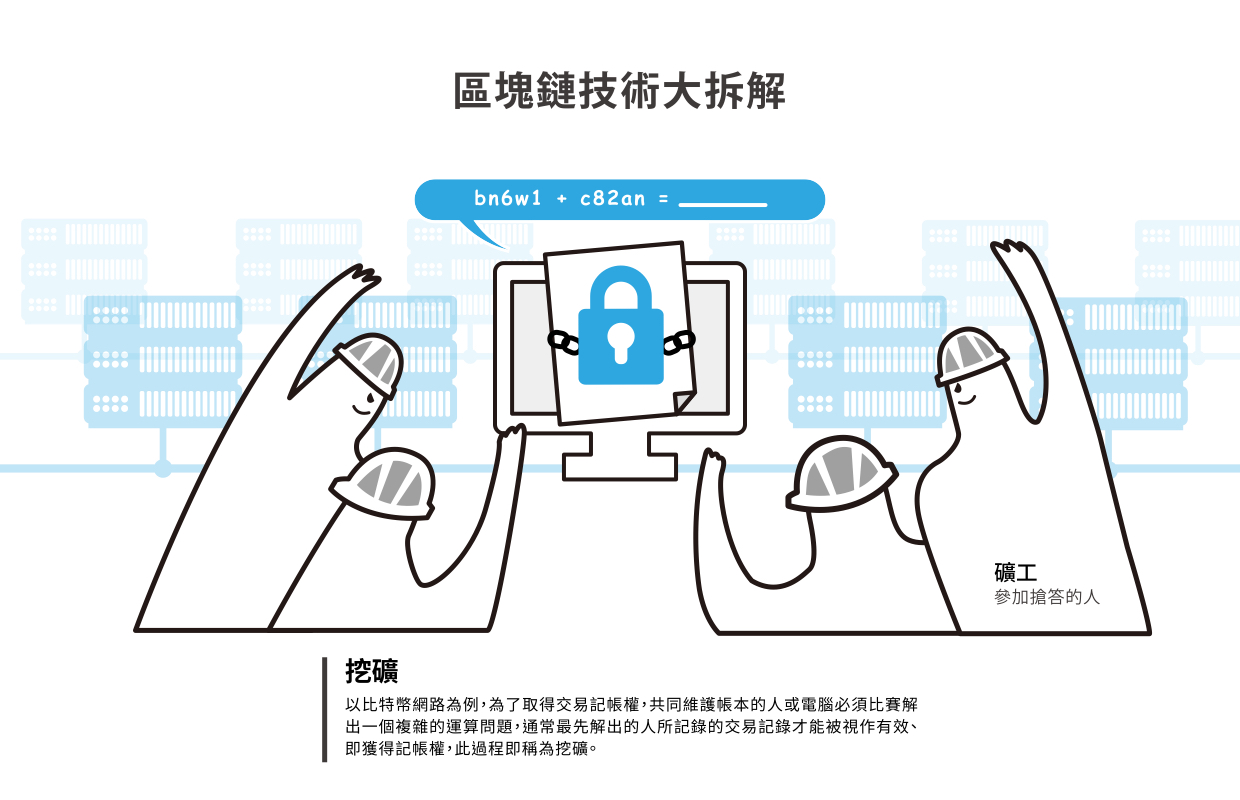 區塊鏈技術大拆解
bn6w1 + c82an = ______
礦工
參加搶答的人
挖礦
以比特幣網路為例，為了取得交易記帳權，共同維護帳本的人或電腦必須比賽解
出一個複雜的運算問題，通常最先解出的人所記錄的交易記錄才能被視作有效、
即獲得記帳權，此過程即稱為挖礦。